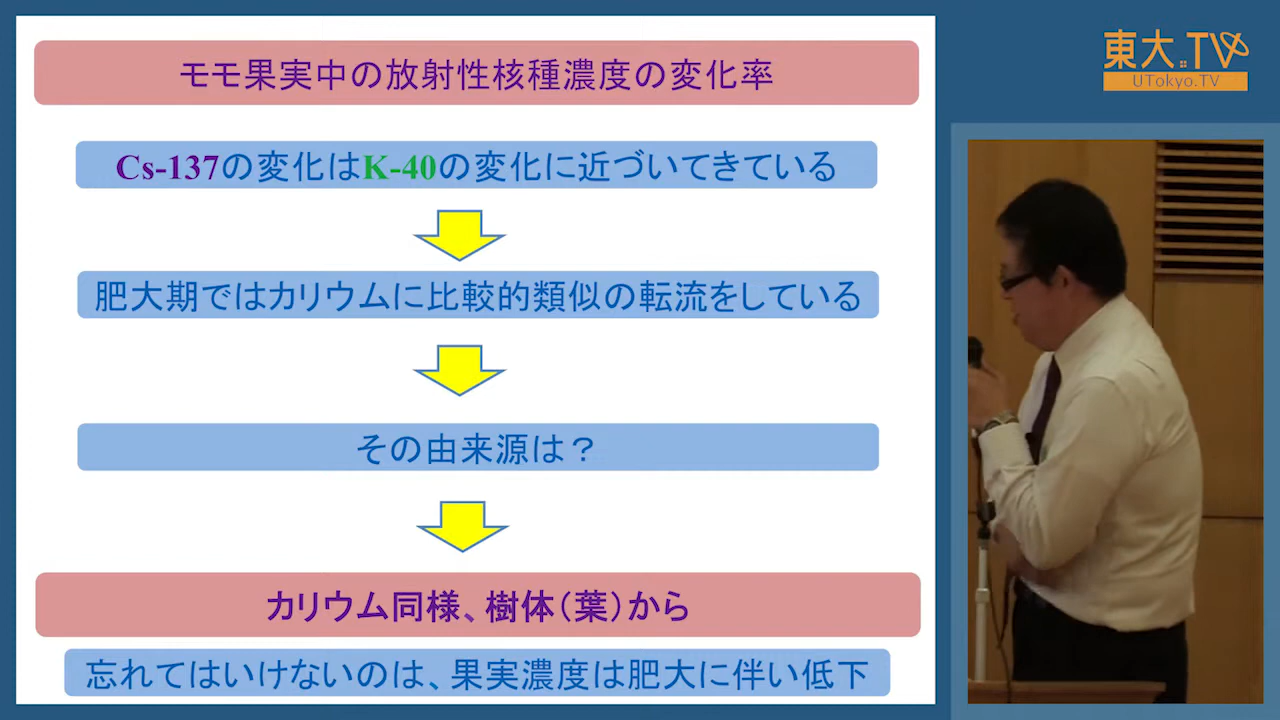 モモ果実中の放射性核種濃度の変化率
Cs-137の変化はK-40の変化に近づいてきている
肥大期ではカリウムに比較的類似の転流をしている
その由来源は？
カリウム同様、樹体（葉）から
忘れてはいけないのは、果実濃度は肥大に伴い低下
東大.TV
UTokyo.TV